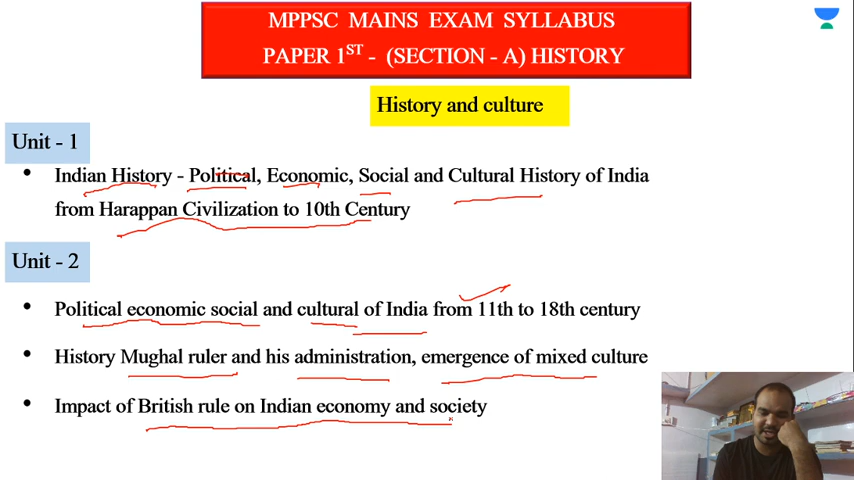 MPPSC MAINS EXAM SYLLABUS
PAPER 1ST - (SECTION - A) HISTORY
History and culture
Unit - 1
• Indian History - Political, Economic, Social and Cultural History of India
from Harappan Civilization to 10th Century
Unit - 2
• Political economic social and cultural of India from 11th to 18th century
• History Mughal ruler and his administration, emergence of mixed culture
• Impact of British rule on Indian economy and society